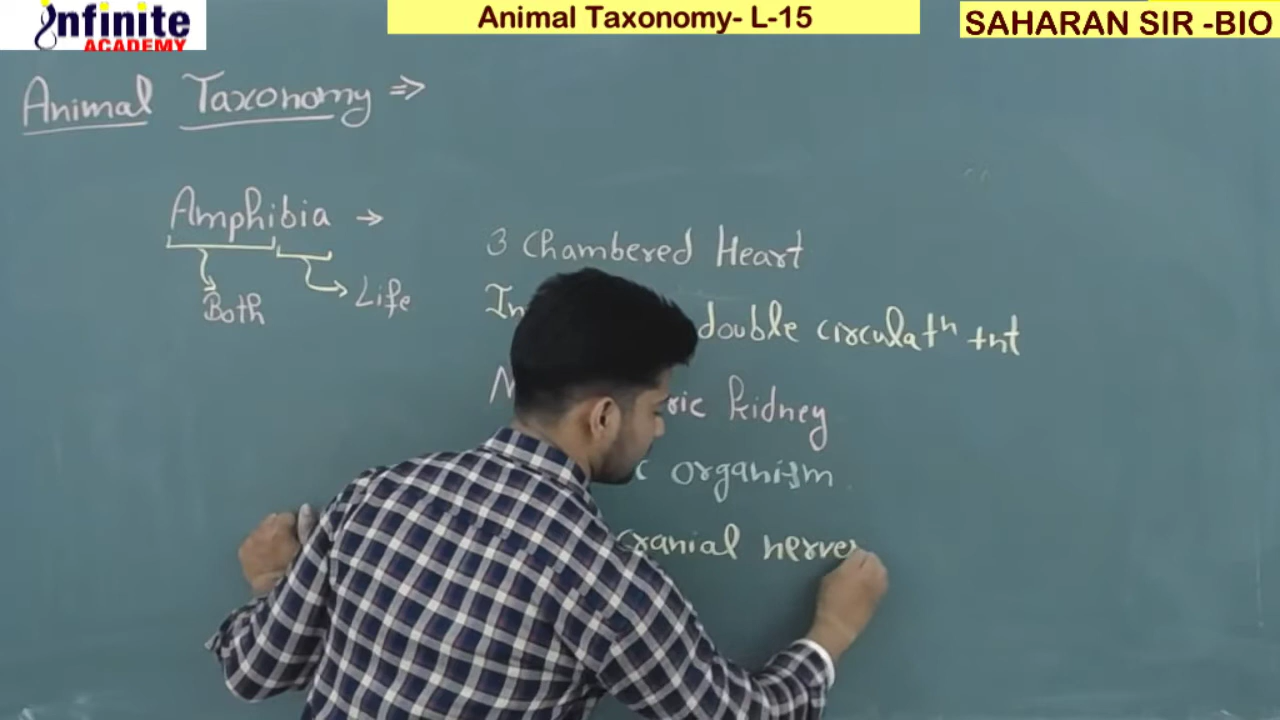 infinite
ACADEMY
Animal Taxonomy- L-15
SAHARAN SIR -BIO
Animal Taxonomy ⇒
Amphibia →
Both
Life
3 Chambered Heart
double circulatⁿ +nt
kidney
organism
cranial nerves